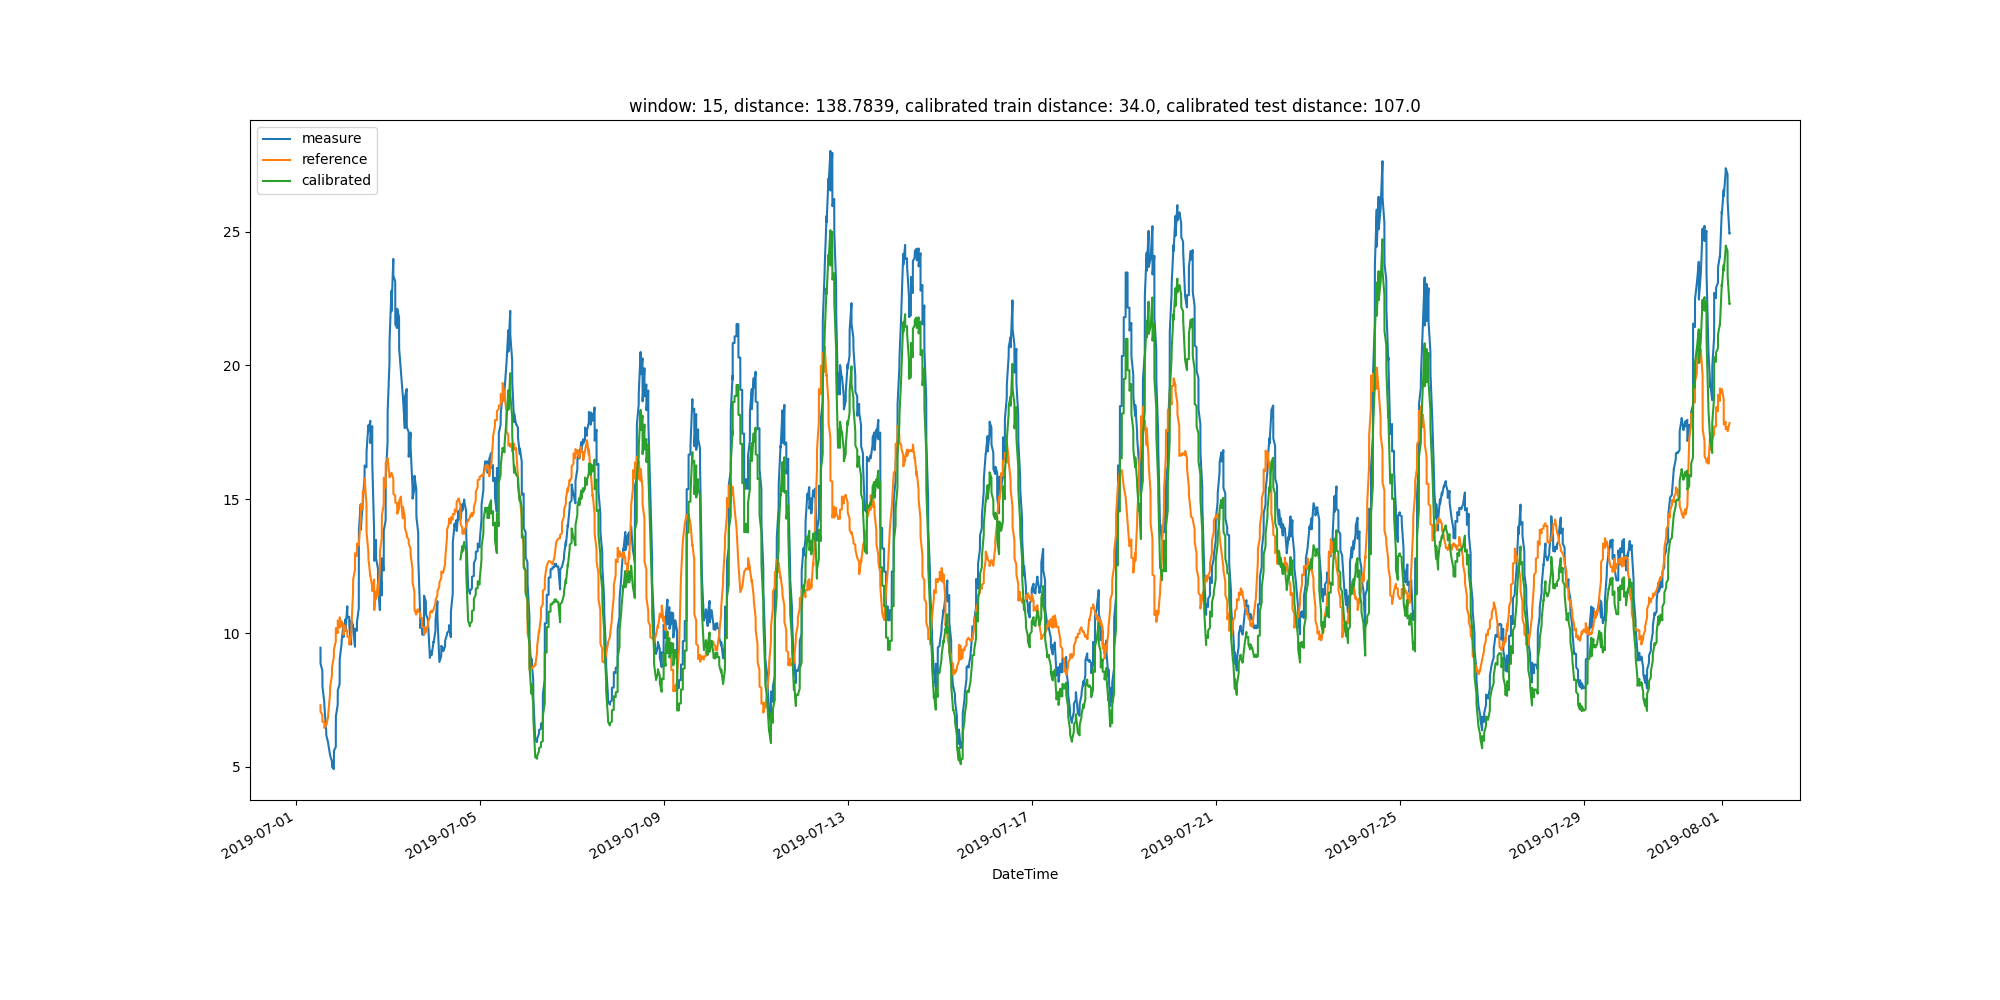 window: 15, distance: 138.7839, calibrated train distance: 34.0, calibrated test distance: 107.0
measure
reference
calibrated
25
20
15
10
5
2019-07-01
2019-07-05
2019-07-09
2019-07-13
2019-07-17
2019-07-21
2019-07-25
2019-07-29
2019-08-01
DateTime